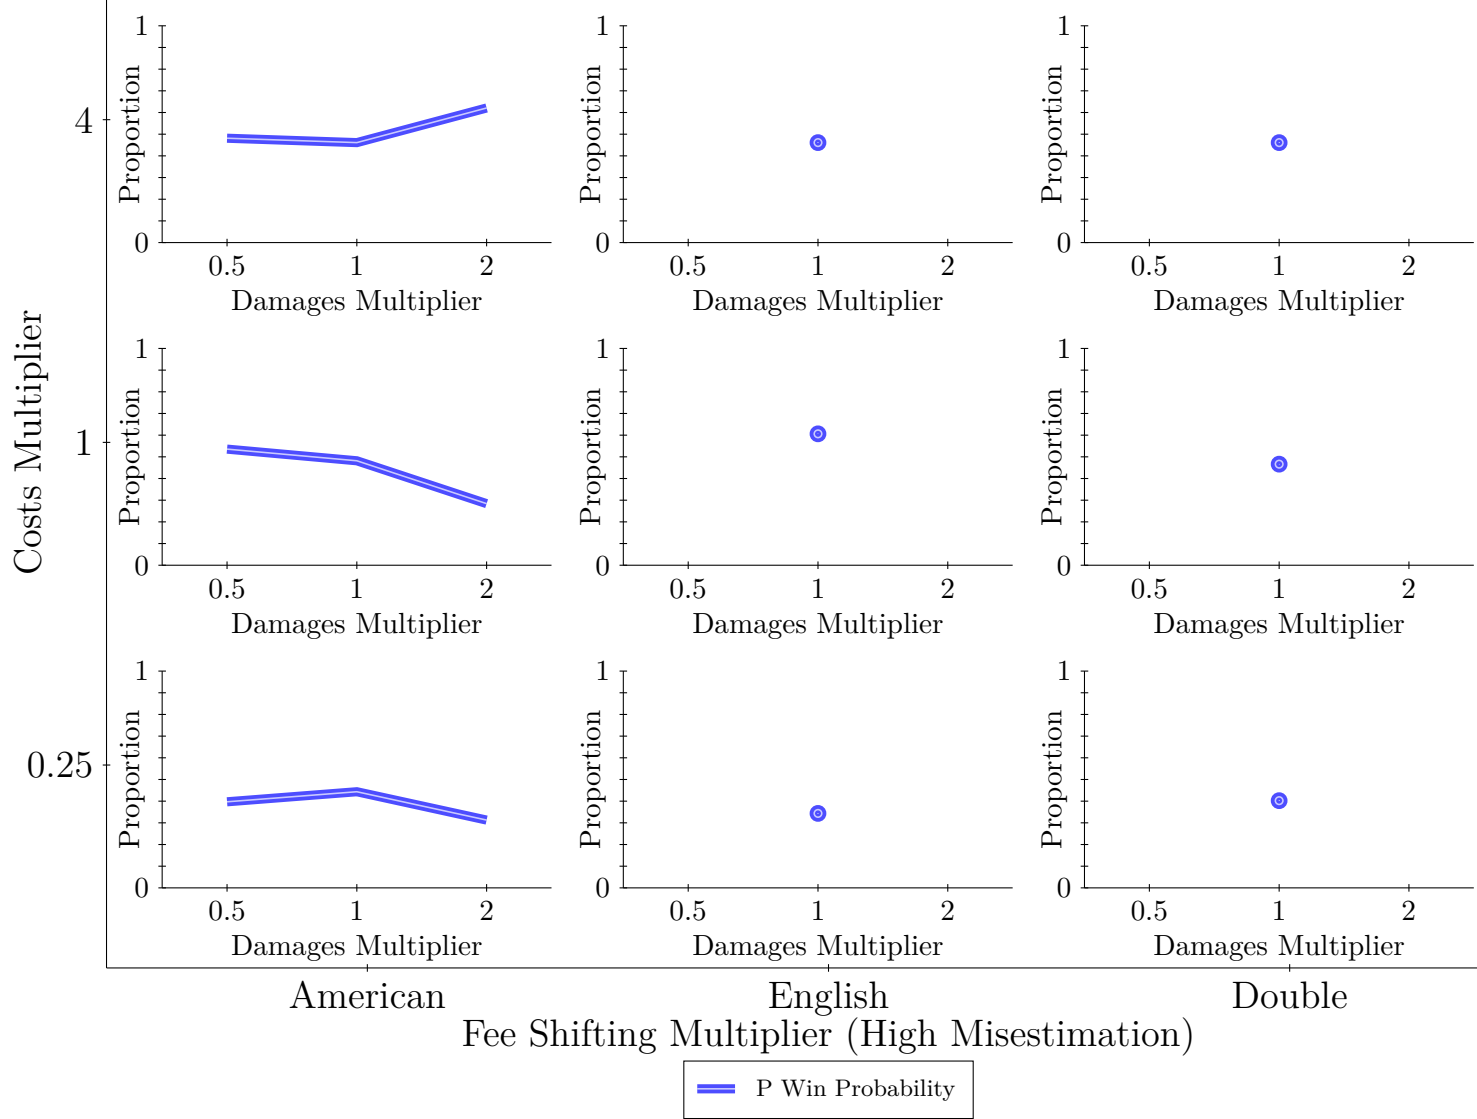 Costs Multiplier
4
1
Proportion
0
0.5 1 2
Damages Multiplier
1
Proportion
0
0.5 1 2
Damages Multiplier
1
Proportion
0
0.5 1 2
Damages Multiplier
1
1
Proportion
0
0.5 1 2
Damages Multiplier
1
Proportion
0
0.5 1 2
Damages Multiplier
1
Proportion
0
0.5 1 2
Damages Multiplier
0.25
1
Proportion
0
0.5 1 2
Damages Multiplier
1
Proportion
0
0.5 1 2
Damages Multiplier
1
Proportion
0
0.5 1 2
Damages Multiplier
American English Double
Fee Shifting Multiplier (High Misestimation)
P Win Probability